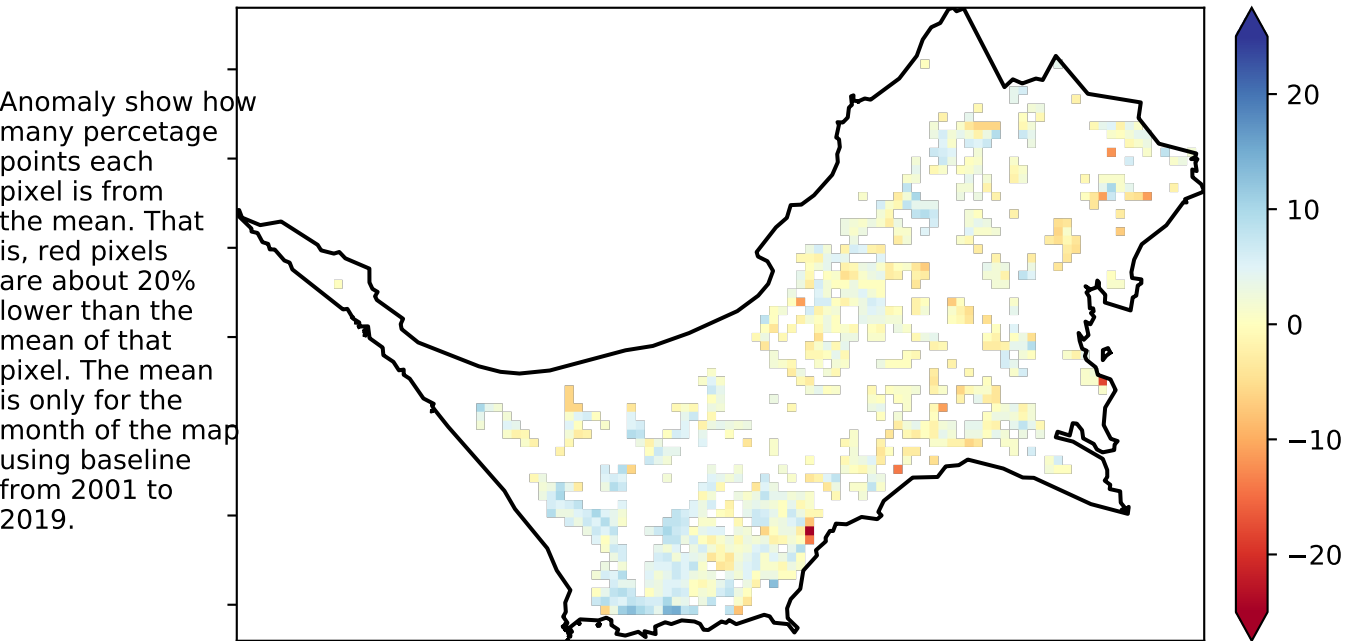 Anomaly show how
many percetage
points each
pixel is from
the mean. That
is, red pixels
are about 20%
lower than the
mean of that
pixel. The mean
is only for the
month of the map
using baseline
from 2001 to
2019.
20
10
0
−10
−20